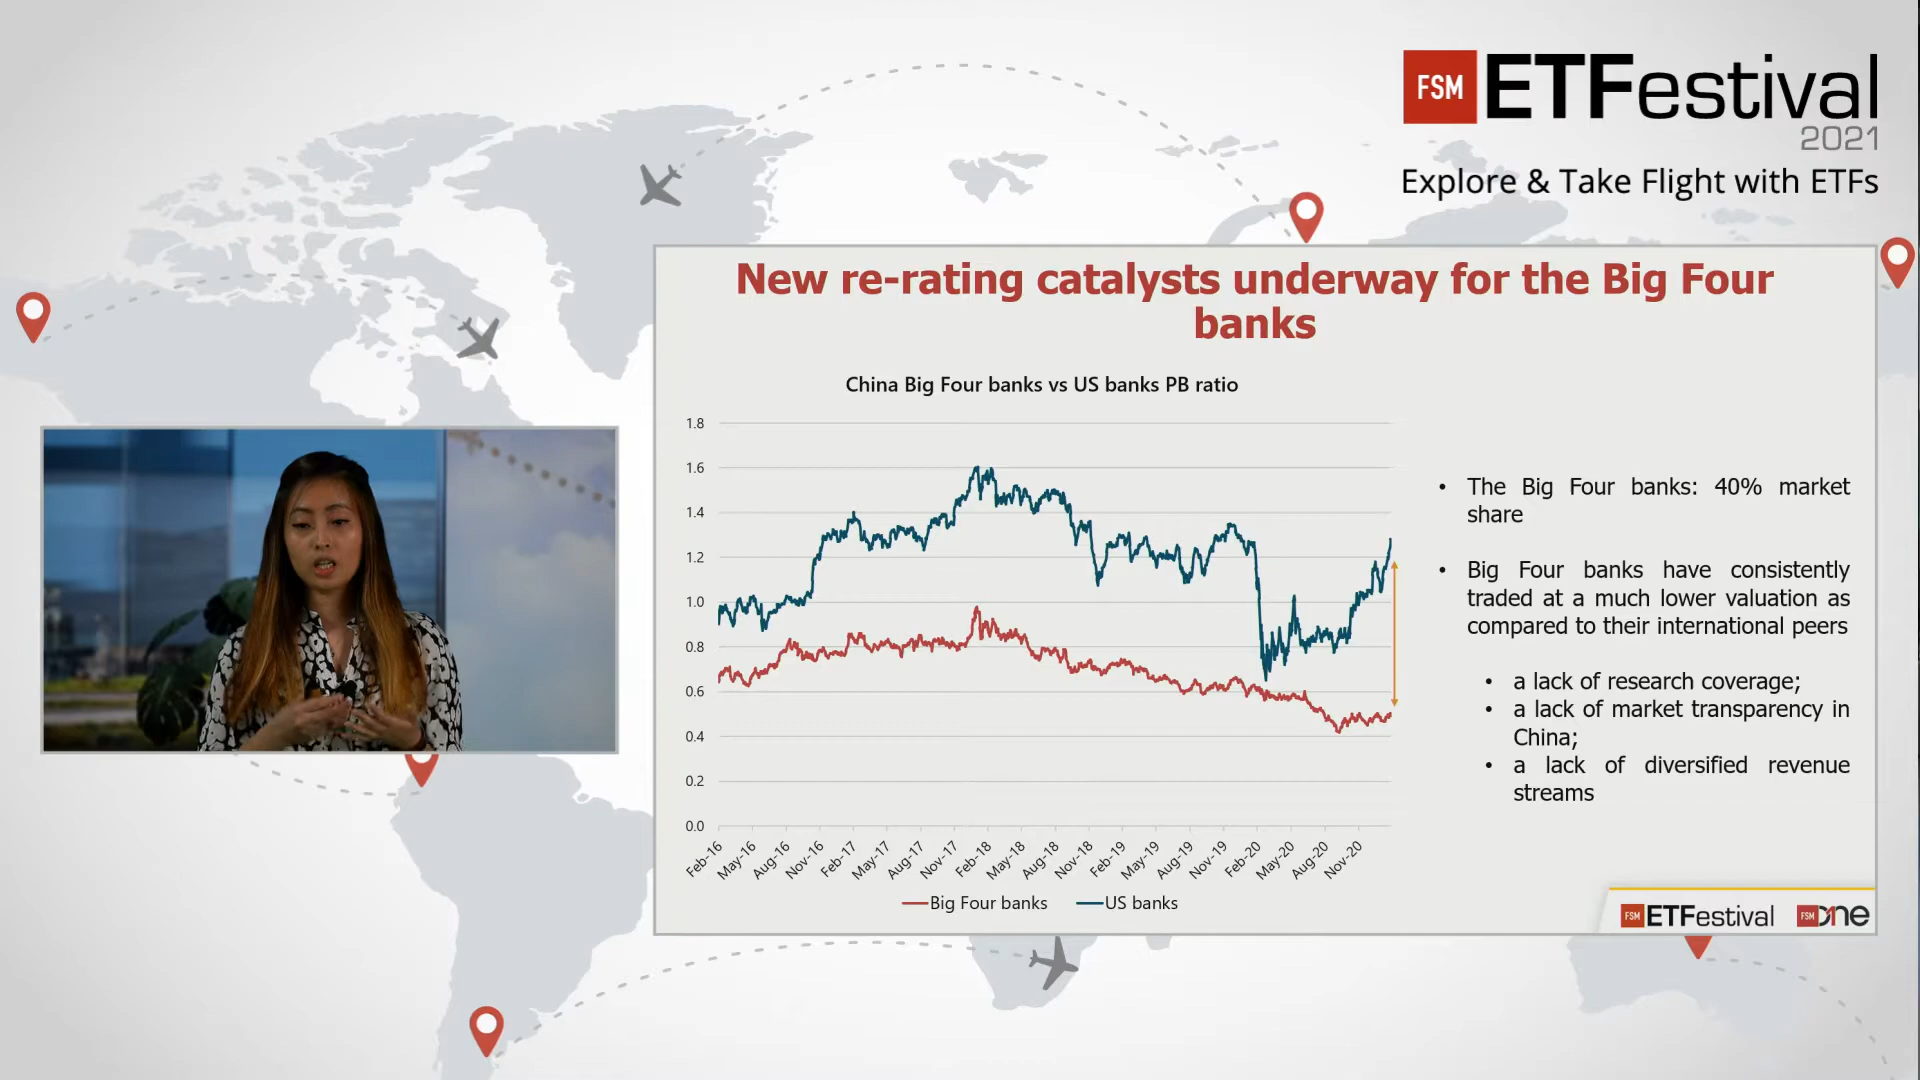 FSM ETFestival
2021
Explore & Take Flight with ETFs
New re-rating catalysts underway for the Big Four
banks
China Big Four banks vs US banks PB ratio
1.8
1.6
1.4
1.2
1.0
0.8
0.6
0.4
0.2
0.0
Feb-16 May-16 Aug-16 Nov-16 Feb-17 May-17 Aug-17 Nov-17 Feb-18 May-18 Aug-18 Nov-18 Feb-19 May-19 Aug-19 Nov-19 Feb-20 May-20 Aug-20 Nov-20
Big Four banks US banks
• The Big Four banks: 40% market
share
• Big Four banks have consistently
traded at a much lower valuation as
compared to their international peers
• a lack of research coverage;
• a lack of market transparency in
China;
• a lack of diversified revenue
streams
FSM ETFestival FSM One